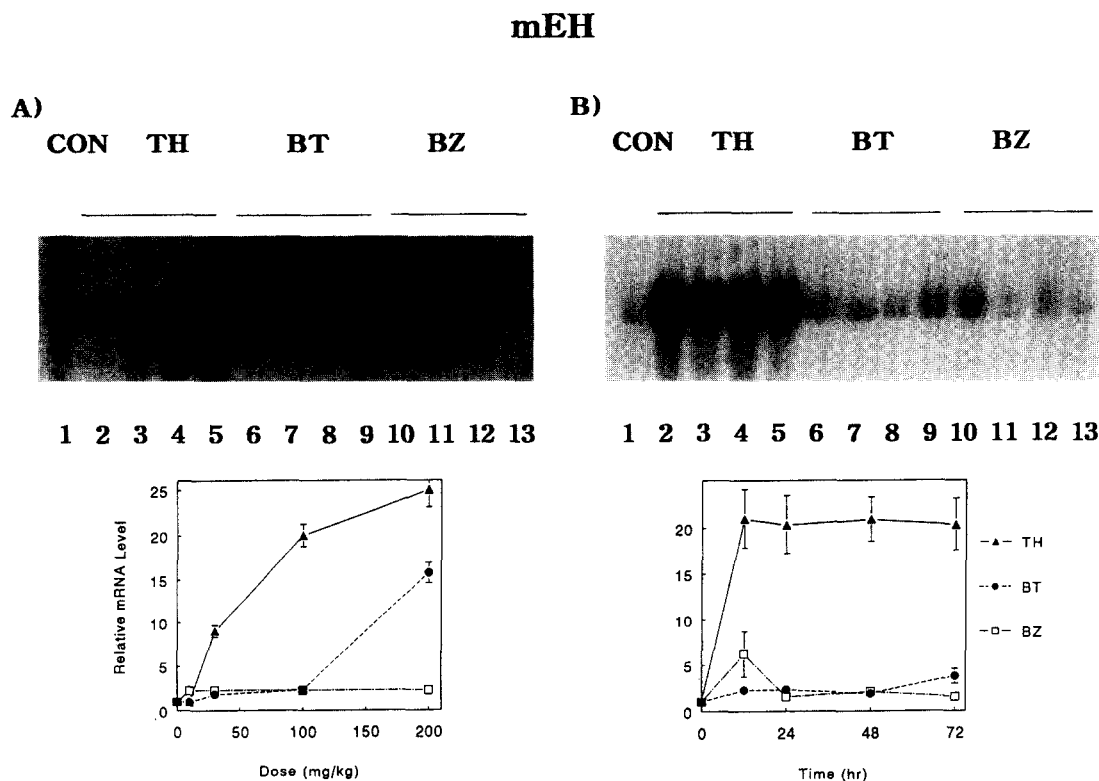 mEH
A)
CON TH BT BZ
1 2 3 4 5 6 7 8 9 10 11 12 13
Relative mRNA Level
25
20
15
10
5
0
0 50 100 150 200
Dose (mg/kg)
B)
CON TH BT BZ
1 2 3 4 5 6 7 8 9 10 11 12 13
20
15
10
5
0
0 24 48 72
Time (hr)
TH
BT
BZ